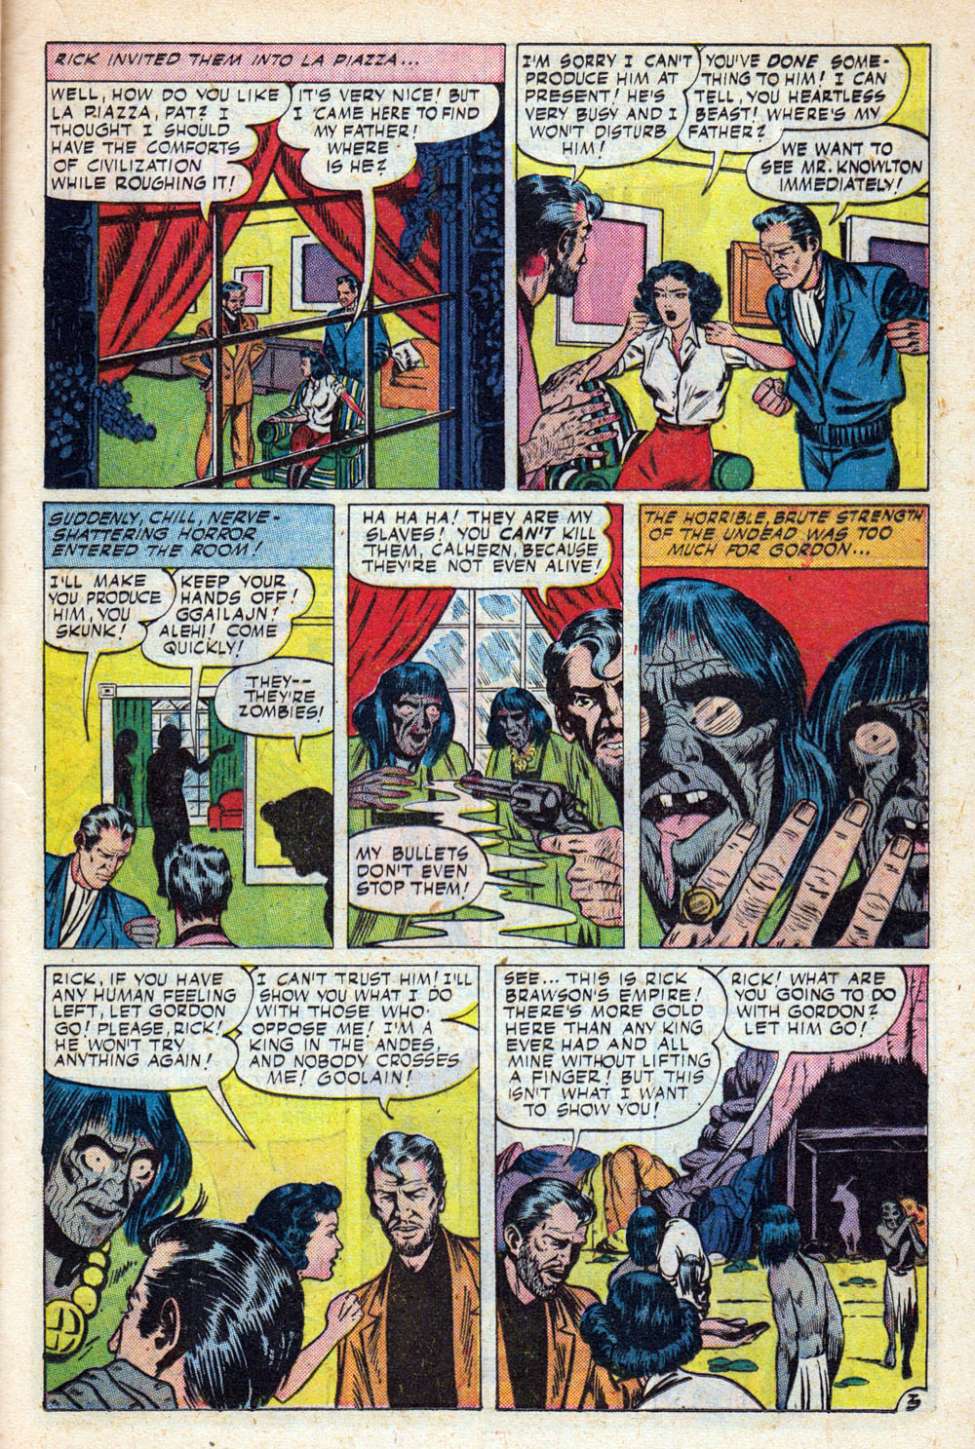 RICK INVITED THEM INTO LA PIAZZA...
WELL, HOW DO YOU LIKE
LA PIAZZA, PAT? I
THOUGHT I SHOULD
HAVE THE COMFORTS
OF CIVILIZATION
WHILE ROUGHING IT!
IT'S VERY NICE! BUT
I CAME HERE TO FIND
MY FATHER!
WHERE
IS HE?
I'M SORRY I CAN'T
PRODUCE HIM AT
PRESENT! HE'S
VERY BUSY AND I
WON'T DISTURB
HIM!
YOU'VE DONE SOME-
THING TO HIM! I CAN
TELL, YOU HEARTLESS
BEAST! WHERE'S MY
FATHER?
WE WANT TO
SEE MR. KNOWLTON
IMMEDIATELY!
SUDDENLY, CHILL, NERVE-
SHATTERING HORROR
ENTERED THE ROOM!
I'LL MAKE
YOU PRODUCE
HIM, YOU
SKUNK!
KEEP YOUR
HANDS OFF!
GGAILAJN!
ALEHI! COME
QUICKLY!
THEY--
THEY'RE
ZOMBIES!
HA HA HA! THEY ARE MY
SLAVES! YOU CAN'T KILL
THEM, CALHERN, BECAUSE
THEY'RE NOT EVEN ALIVE!
MY BULLETS
DON'T EVEN
STOP THEM!
THE HORRIBLE, BRUTE STRENGTH
OF THE UNDEAD WAS TOO
MUCH FOR GORDON...
RICK, IF YOU HAVE
ANY HUMAN FEELING
LEFT, LET GORDON
GO! PLEASE, RICK!
HE WON'T TRY
ANYTHING AGAIN!
I CAN'T TRUST HIM! I'LL
SHOW YOU WHAT I DO
WITH THOSE WHO
OPPOSE ME! I'M A
KING IN THE ANDES,
AND NOBODY CROSSES
ME! GOOLAIN!
SEE... THIS IS RICK
BRAWSON'S EMPIRE!
THERE'S MORE GOLD
HERE THAN ANY KING
EVER HAD AND ALL
MINE WITHOUT LIFTING
A FINGER! BUT THIS
ISN'T WHAT I WANT
TO SHOW YOU!
RICK! WHAT ARE
YOU GOING TO DO
WITH GORDON?
LET HIM GO!
3